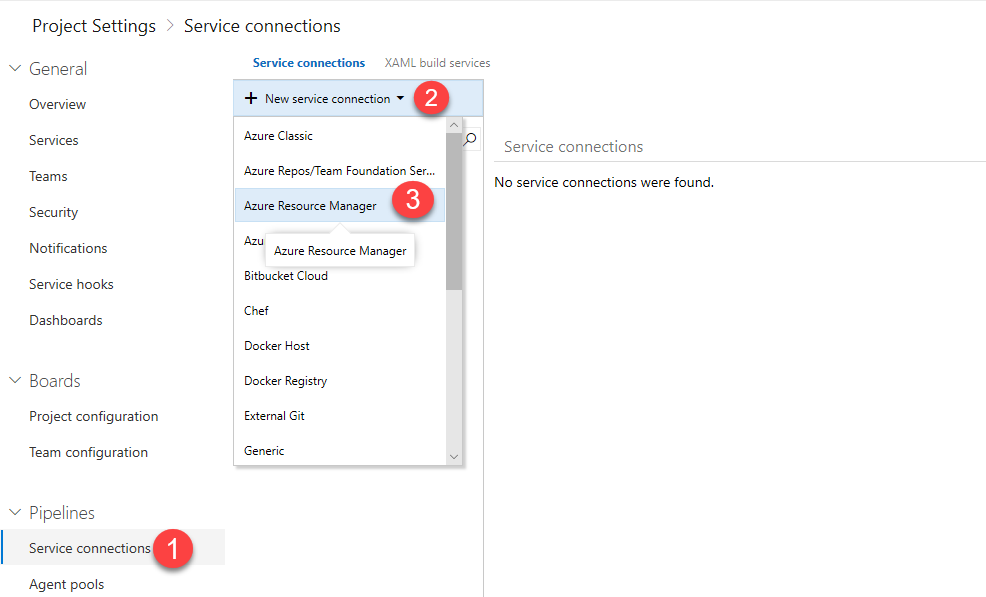 Project Settings > Service connections
General
Overview
Services
Teams
Security
Notifications
Service hooks
Dashboards
Boards
Project configuration
Team configuration
Pipelines
Service connections 1
Agent pools
Service connections XAML build services
+ New service connection 2
Azure Classic
Azure Repos/Team Foundation Ser...
Azure Resource Manager 3
Azu
Azure Resource Manager
Bitbucket Cloud
Chef
Docker Host
Docker Registry
External Git
Generic
Service connections
No service connections were found.